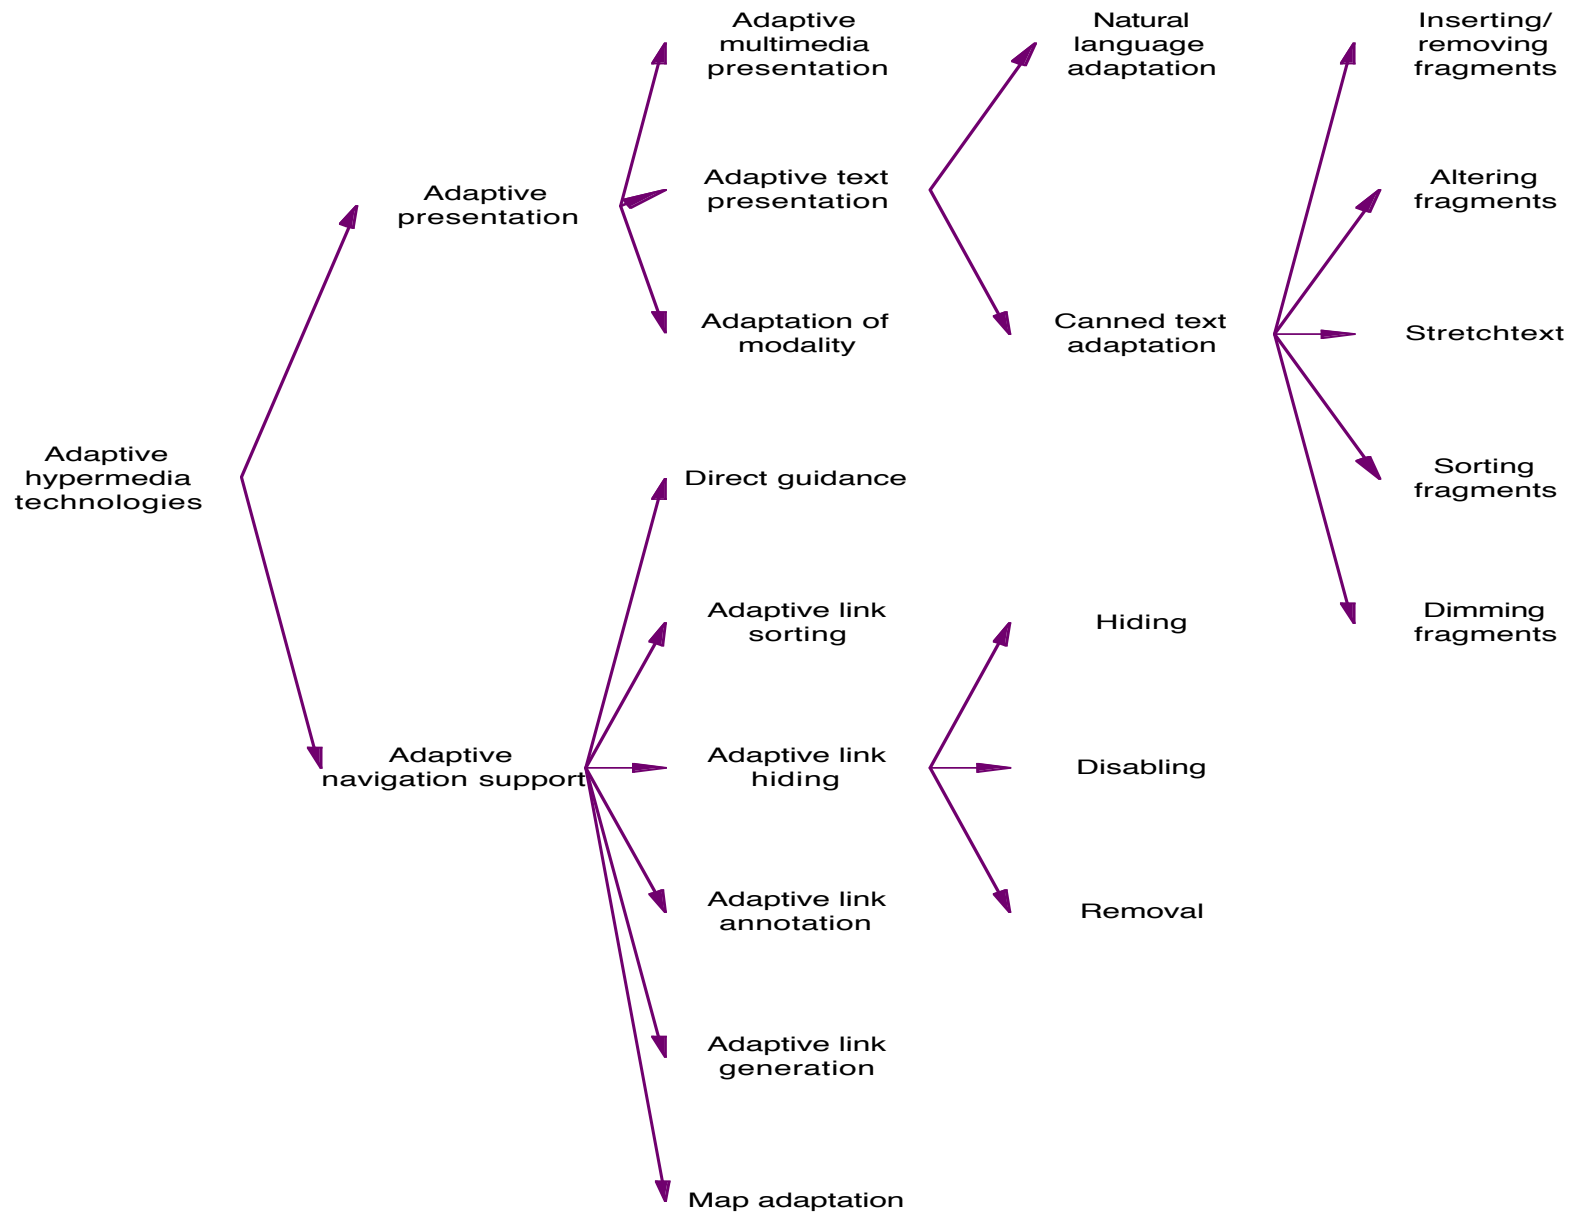 Adaptive
hypermedia
technologies
Adaptive
presentation
Adaptive
navigation support
Adaptive
multimedia
presentation
Adaptive text
presentation
Adaptation of
modality
Direct guidance
Adaptive link
sorting
Adaptive link
hiding
Adaptive link
annotation
Adaptive link
generation
Map adaptation
Natural
language
adaptation
Canned text
adaptation
Hiding
Disabling
Removal
Inserting/
removing
fragments
Altering
fragments
Stretchtext
Sorting
fragments
Dimming
fragments